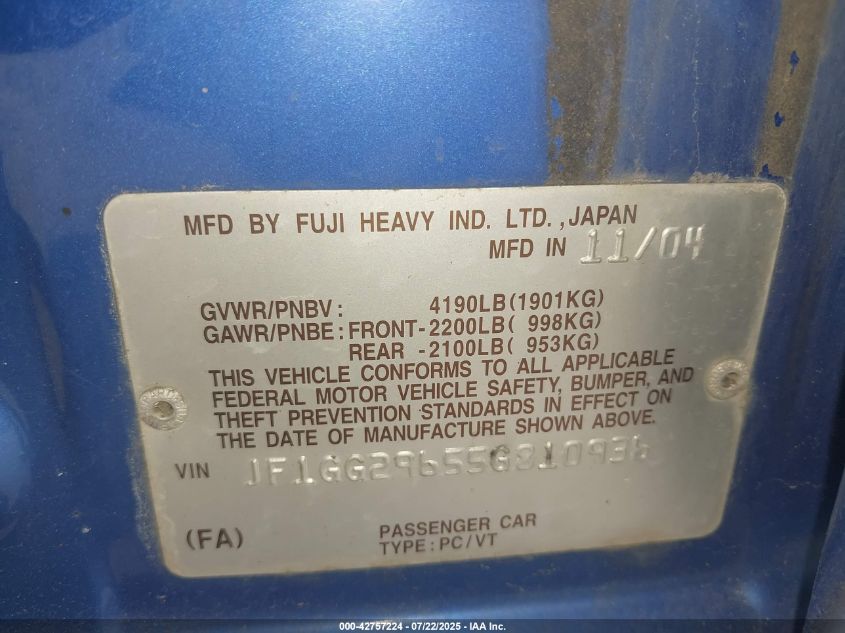 MFD BY FUJI HEAVY IND. LTD.,JAPAN
MFD IN 11/04
GVWR/PNBV: 4190LB(1901KG)
GAWR/PNBE:FRONT-2200LB( 998KG)
REAR -2100LB( 953KG)
THIS VEHICLE CONFORMS TO ALL APPLICABLE
FEDERAL MOTOR VEHICLE SAFETY, BUMPER, AND
THEFT PREVENTION STANDARDS IN EFFECT ON
THE DATE OF MANUFACTURE SHOWN ABOVE.
VIN JF1GG29655G810936
(FA) PASSENGER CAR
TYPE:PC/VT
000-42757224 | 07/22/2025 - IAA Inc.